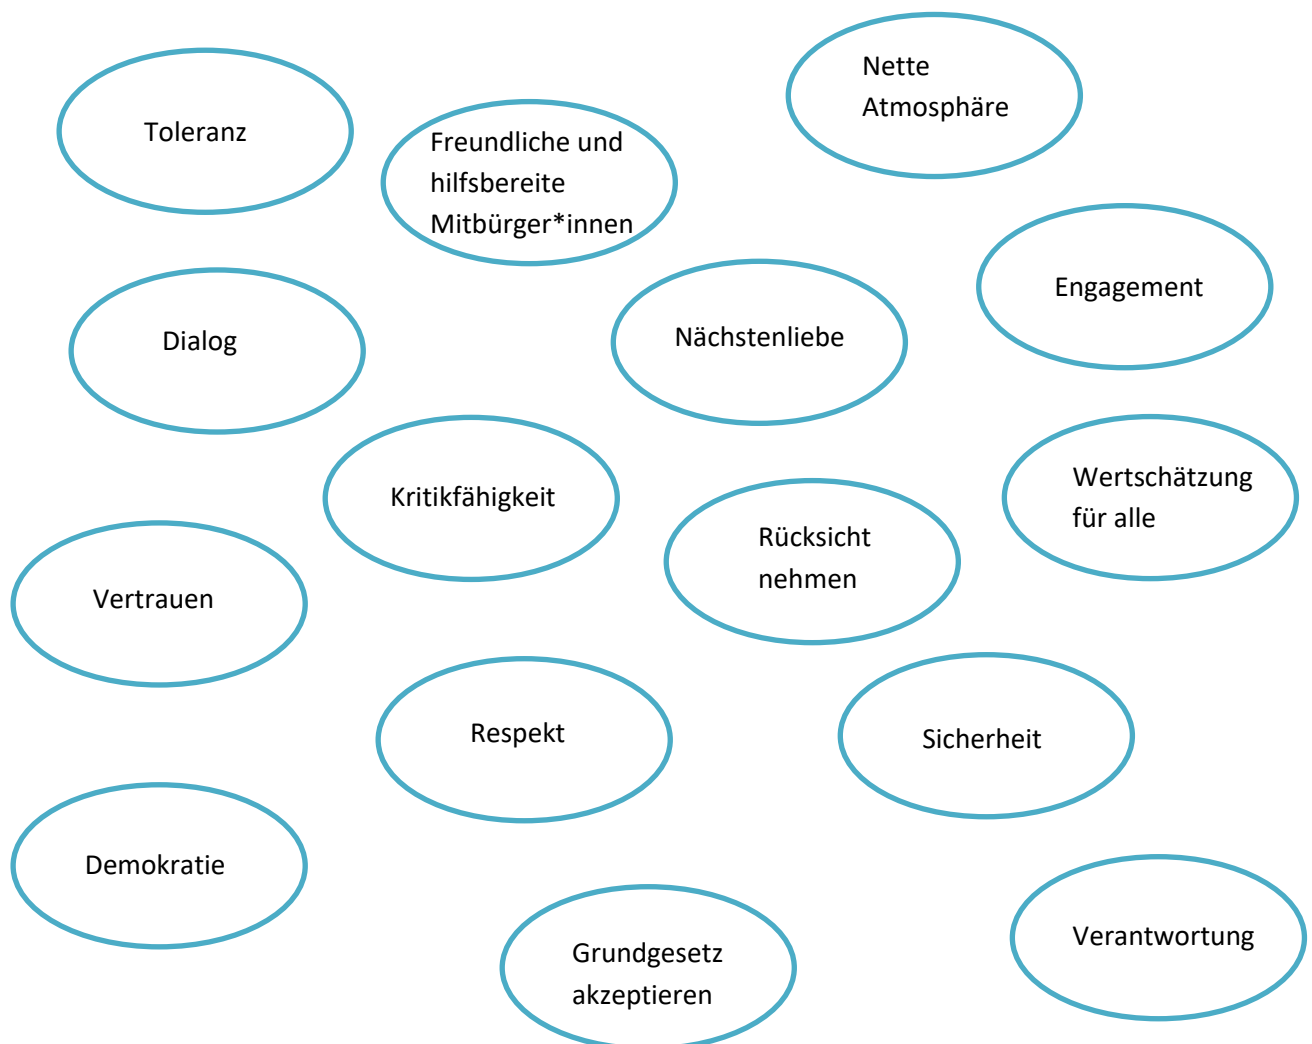 Toleranz
Freundliche und
hilfsbereite
Mitbürger*innen
Nette
Atmosphäre
Dialog
Nächstenliebe
Engagement
Kritikfähigkeit
Wertschätzung
für alle
Vertrauen
Rücksicht
nehmen
Respekt
Sicherheit
Demokratie
Grundgesetz
akzeptieren
Verantwortung